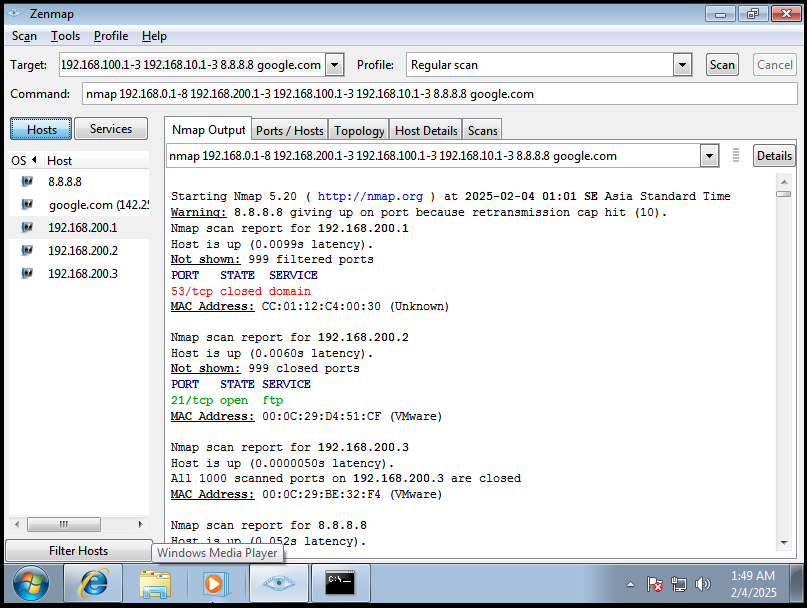 Zenmap
Scan Tools Profile Help
Target: 192.168.100.1-3 192.168.10.1-3 8.8.8.8 google.com Profile: Regular scan Scan Cancel
Command: nmap 192.168.0.1-8 192.168.200.1-3 192.168.100.1-3 192.168.10.1-3 8.8.8.8 google.com
Hosts Services
OS Host
8.8.8.8
google.com (142.25
192.168.200.1
192.168.200.2
192.168.200.3
Filter Hosts
Nmap Output Ports / Hosts Topology Host Details Scans
nmap 192.168.0.1-8 192.168.200.1-3 192.168.100.1-3 192.168.10.1-3 8.8.8.8 google.com Details
Starting Nmap 5.20 ( http://nmap.org ) at 2025-02-04 01:01 SE Asia Standard Time
Warning: 8.8.8.8 giving up on port because retransmission cap hit (10).
Nmap scan report for 192.168.200.1
Host is up (0.0099s latency).
Not shown: 999 filtered ports
PORT STATE SERVICE
53/tcp closed domain
MAC Address: CC:01:12:C4:00:30 (Unknown)
Nmap scan report for 192.168.200.2
Host is up (0.0060s latency).
Not shown: 999 closed ports
PORT STATE SERVICE
21/tcp open ftp
MAC Address: 00:0C:29:D4:51:CF (VMware)
Nmap scan report for 192.168.200.3
Host is up (0.0000050s latency).
All 1000 scanned ports on 192.168.200.3 are closed
MAC Address: 00:0C:29:BE:32:F4 (VMware)
Nmap scan report for 8.8.8.8
Host is up (0.052s latency).
Windows Media Player
C:\_
1:49 AM
2/4/2025